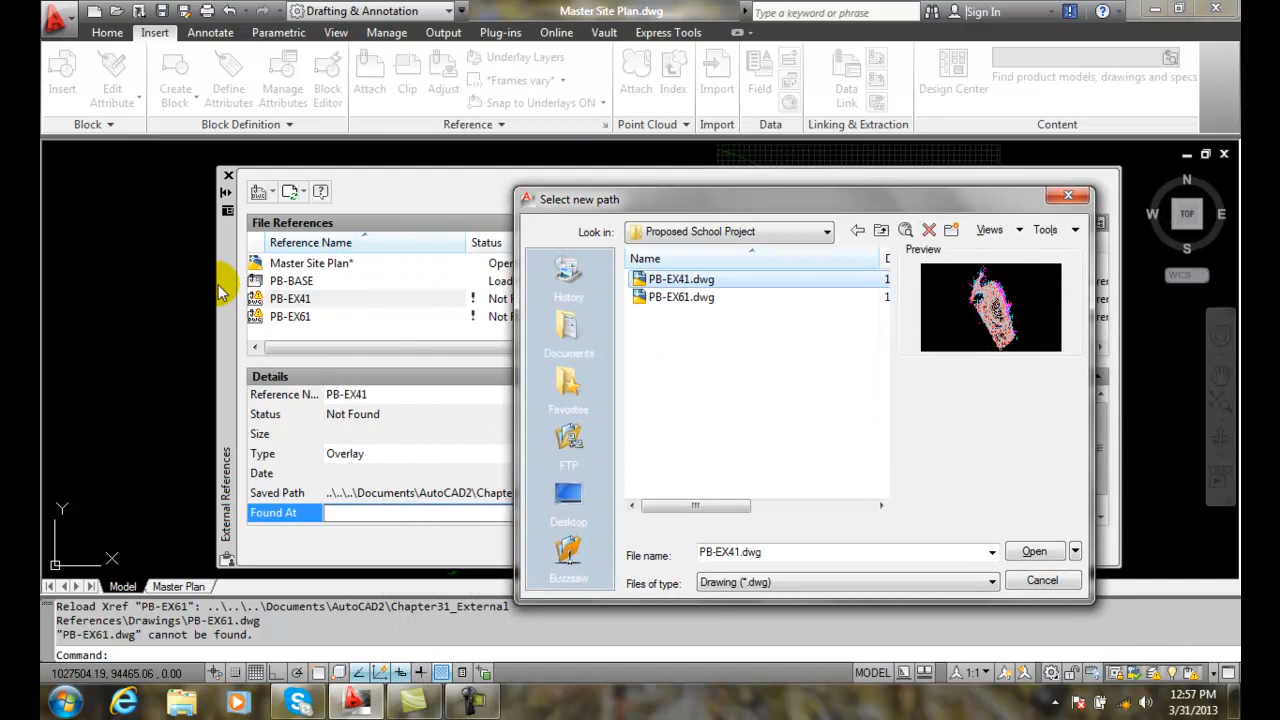 Drafting & Annotation
Master Site Plan.dwg
Type a keyword or phrase
Sign In
Home Insert Annotate Parametric View Manage Output Plug-ins Online Vault Express Tools
Insert
Edit Attribute
Create Block
Define Attributes
Manage Attributes
Block Editor
Attach
Clip
Adjust
Underlay Layers
*Frames vary*
Snap to Underlays ON
Attach
Index
Import
Field
Data Link
Design Center
Find product models, drawings and specs
Block
Block Definition
Reference
Point Cloud
Import
Data
Linking & Extraction
Content
N
W TOP E
S
WCS
External References
File References
Reference Name Status
Master Site Plan* Open
PB-BASE Load
PB-EX41 ! Not F
PB-EX61 ! Not F
Details
Reference N... PB-EX41
Status Not Found
Size
Type Overlay
Date
Saved Path ..\..\..\Documents\AutoCAD2\Chapte
Found At
Select new path
Look in: Proposed School Project
Views Tools
Name D
PB-EX41.dwg 1
PB-EX61.dwg 1
Preview
History
Documents
Favorites
FTP
Desktop
Buzzsaw
File name: PB-EX41.dwg
Open
Files of type: Drawing (*.dwg)
Cancel
Y
X
Model Master Plan
Reload Xref "PB-EX61": ..\..\..\Documents\AutoCAD2\Chapter31_External
References\Drawings\PB-EX61.dwg
"PB-EX61.dwg" cannot be found.
Command:
1027504.19, 94465.06, 0.00
MODEL
1:1
12:57 PM
3/31/2013